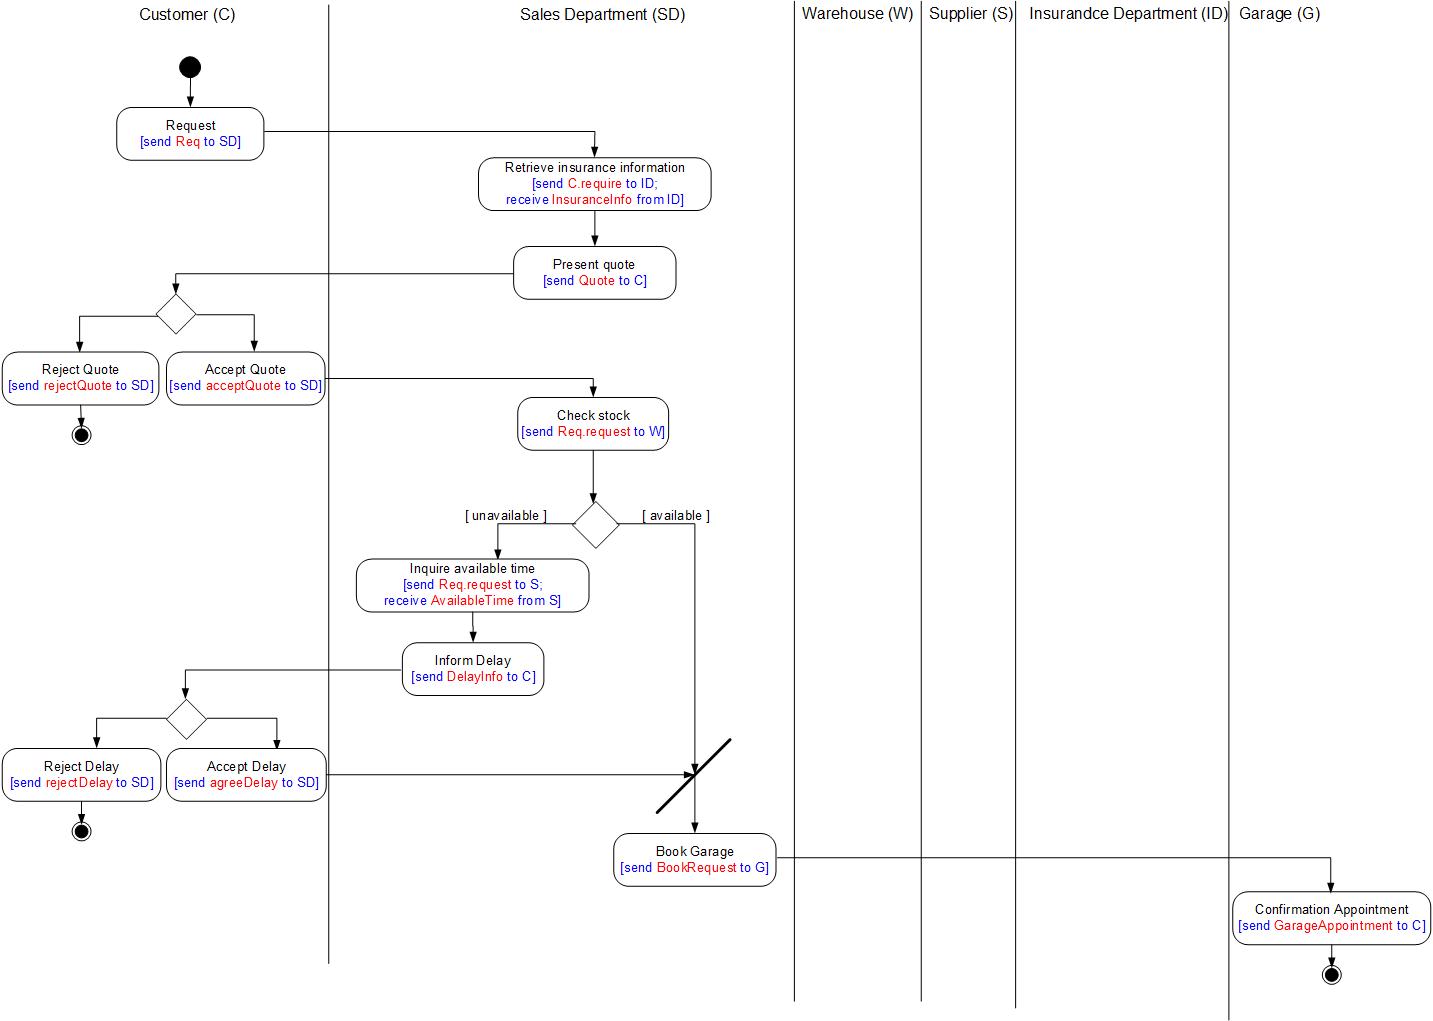 Customer (C)
Sales Department (SD)
Warehouse (W)
Supplier (S)
Insurandce Department (ID)
Garage (G)
Request
[send Req to SD]
Retrieve insurance information
[send C.require to ID;
receive InsuranceInfo from ID]
Present quote
[send Quote to C]
Reject Quote
[send rejectQuote to SD]
Accept Quote
[send acceptQuote to SD]
Check stock
[send Req.request to W]
[ unavailable ]
[ available ]
Inquire available time
[send Req.request to S;
receive AvailableTime from S]
Inform Delay
[send DelayInfo to C]
Reject Delay
[send rejectDelay to SD]
Accept Delay
[send agreeDelay to SD]
Book Garage
[send BookRequest to G]
Confirmation Appointment
[send GarageAppointment to C]